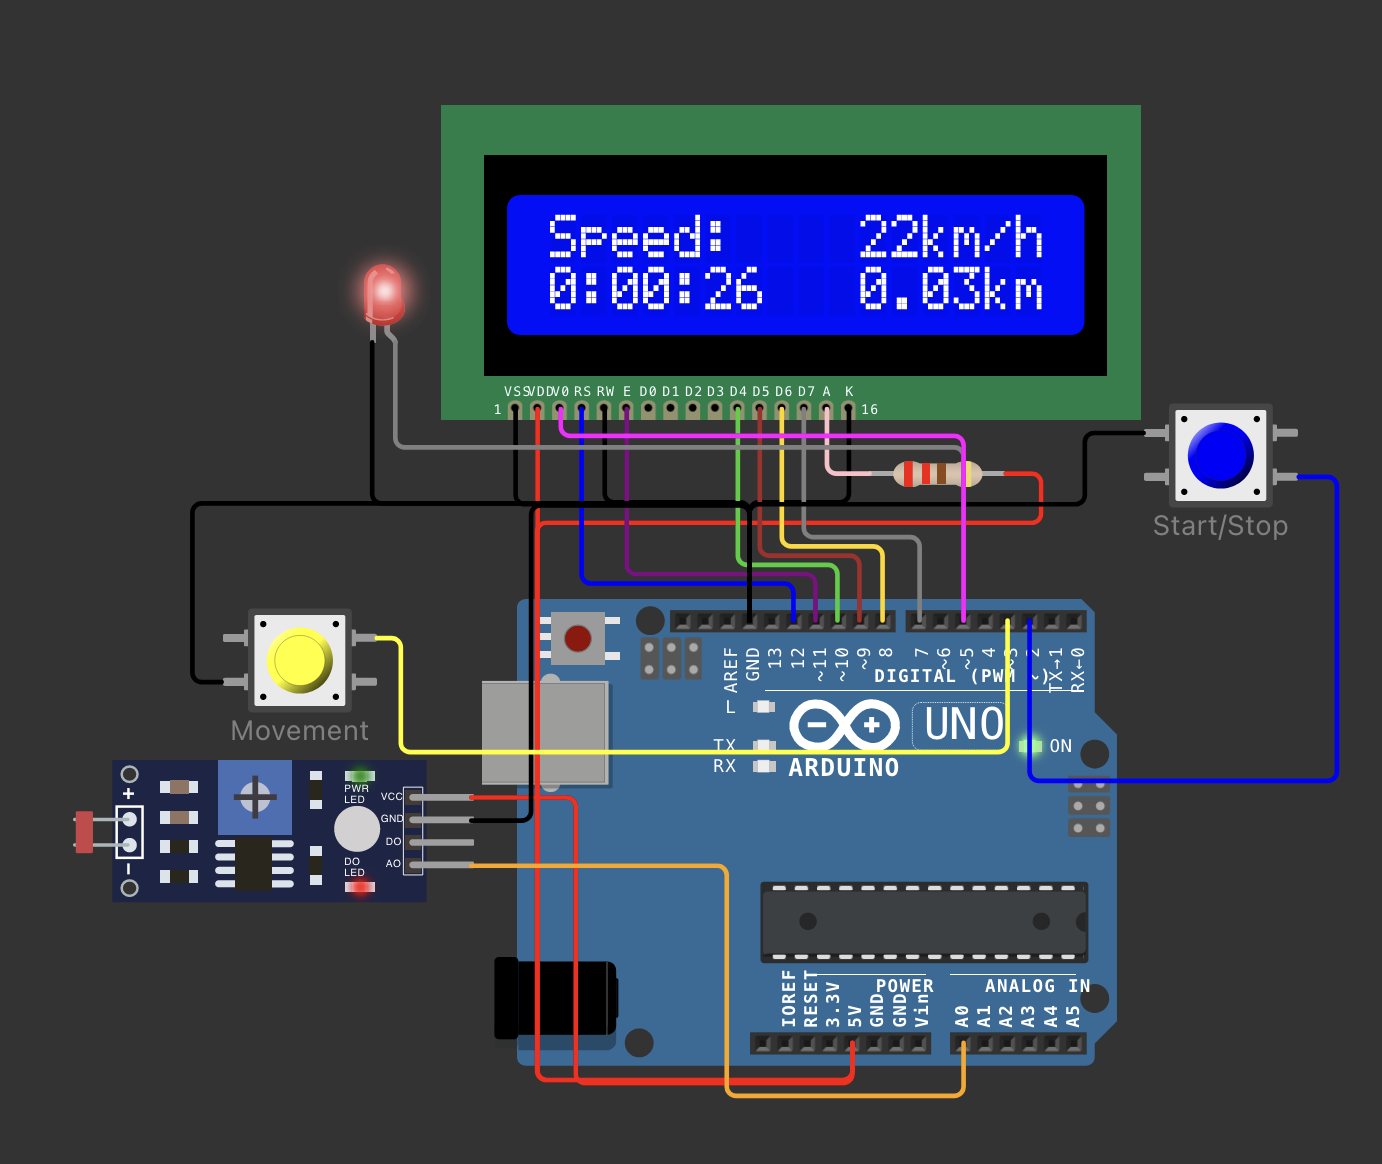 Speed: 22km/h
0:00:26 0.03km
1 VSS VDD V0 RS RW E D0 D1 D2 D3 D4 D5 D6 D7 A K 16
Start/Stop
Movement
AREF GND 13 12 ~11 ~10 ~9 8 7 ~6 ~5 4 ~3 2 TX→1 RX←0
DIGITAL (PWM ~)
L
UNO
TX
RX
ON
ARDUINO
+
PWR
LED
VCC
GND
DO
AO
DO
LED
–
IOREF RESET 3.3V 5V GND GND Vin A0 A1 A2 A3 A4 A5
POWER ANALOG IN